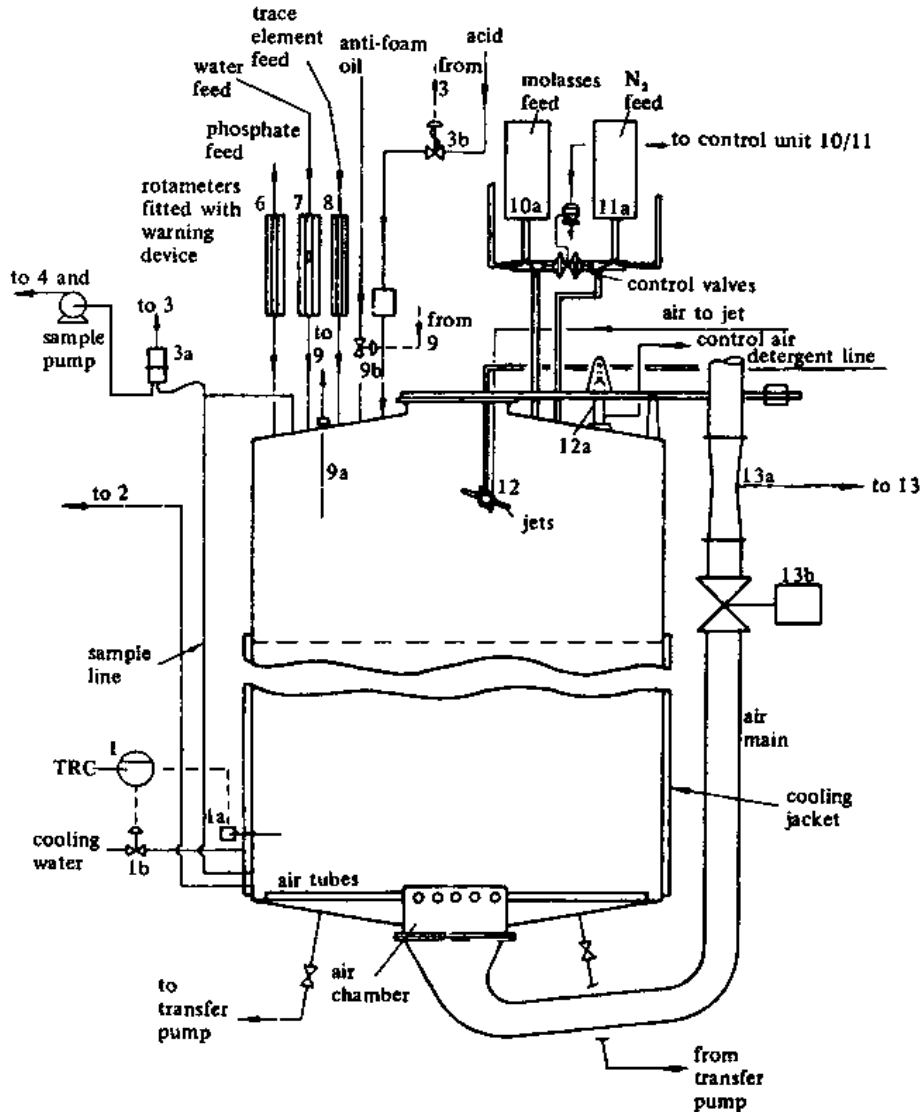 trace
element
feed
anti-foam
oil
acid
water
feed
from
3
molasses
feed
N₂
feed
phosphate
feed
3b
to control unit 10/11
rotameters
fitted with
warning
device
6
7
8
10a
11a
to 4 and
sample
pump
to 3
3a
control valves
to
9
from
9
9b
air to jet
control air
detergent line
12a
9a
12
jets
13a
to 13
to 2
13b
sample
line
air
main
1
TRC
1a
cooling
water
1b
cooling
jacket
air tubes
air
chamber
to
transfer
pump
from
transfer
pump